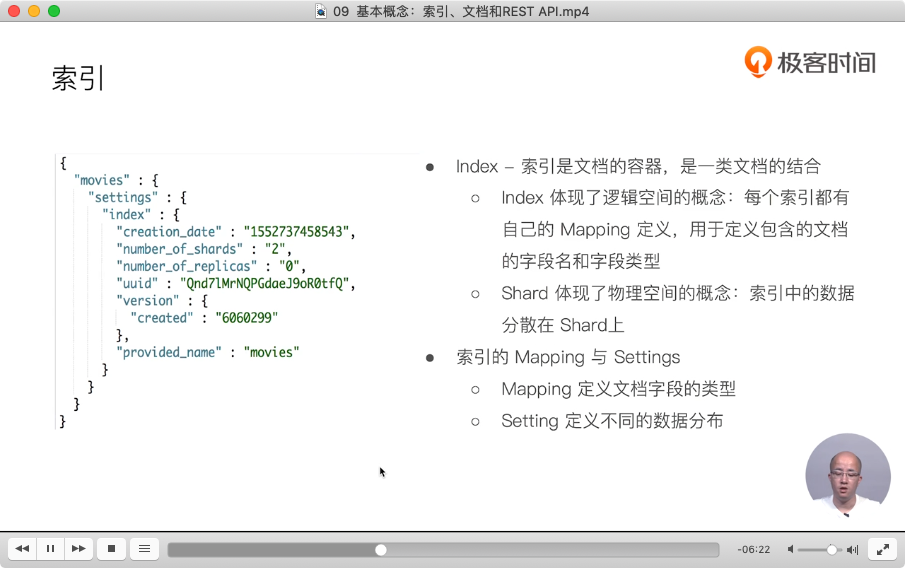 09 基本概念：索引、文档和REST API.mp4
极客时间
索引
{
"movies" : {
"settings" : {
"index" : {
"creation_date" : "1552737458543",
"number_of_shards" : "2",
"number_of_replicas" : "0",
"uuid" : "Qnd7lMrNQPGdaeJ9oR0tfQ",
"version" : {
"created" : "6060299"
},
"provided_name" : "movies"
}
}
}
}
● Index – 索引是文档的容器，是一类文档的结合
○ Index 体现了逻辑空间的概念：每个索引都有
自己的 Mapping 定义，用于定义包含的文档
的字段名和字段类型
○ Shard 体现了物理空间的概念：索引中的数据
分散在 Shard上
● 索引的 Mapping 与 Settings
○ Mapping 定义文档字段的类型
○ Setting 定义不同的数据分布
-06:22